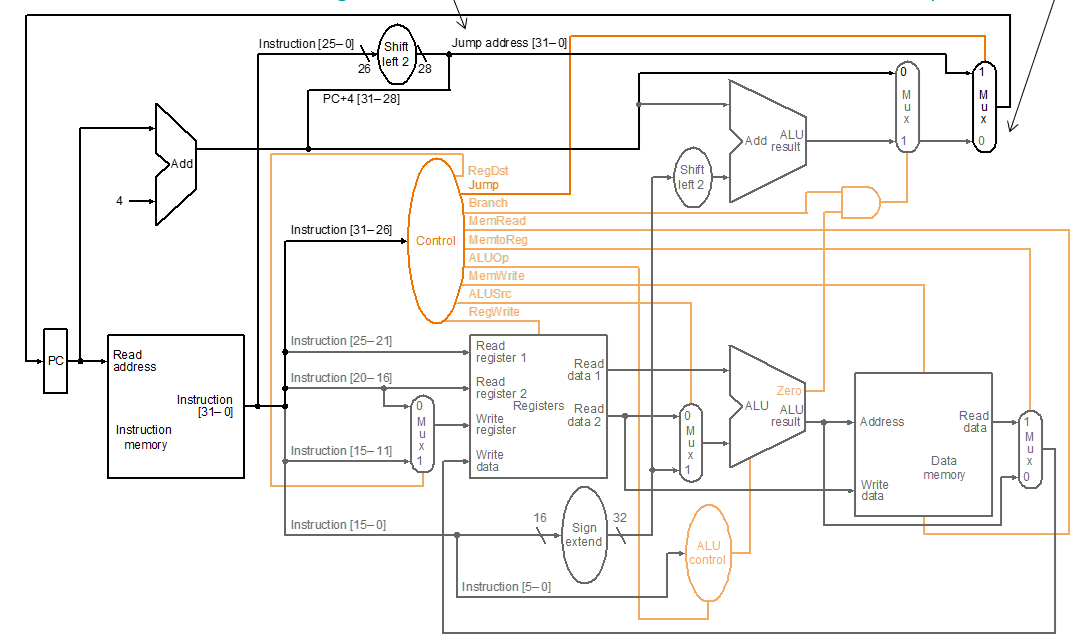 Instruction [25–0]
Shift
left 2
26
28
Jump address [31–0]
PC+4 [31–28]
Add
4
0
M
u
x
1
1
M
u
x
0
Add
ALU
result
Shift
left 2
RegDst
Jump
Branch
MemRead
MemtoReg
ALUOp
MemWrite
ALUSrc
RegWrite
Control
Instruction [31–26]
PC
Read
address
Instruction
[31–0]
Instruction
memory
Instruction [25–21]
Instruction [20–16]
Instruction [15–11]
0
M
u
x
1
Read
register 1
Read
register 2
Write
register
Write
data
Registers
Read
data 1
Read
data 2
0
M
u
x
1
Zero
ALU
ALU
result
Address
Write
data
Read
data
Data
memory
1
M
u
x
0
Instruction [15–0]
16
Sign
extend
32
ALU
control
Instruction [5–0]